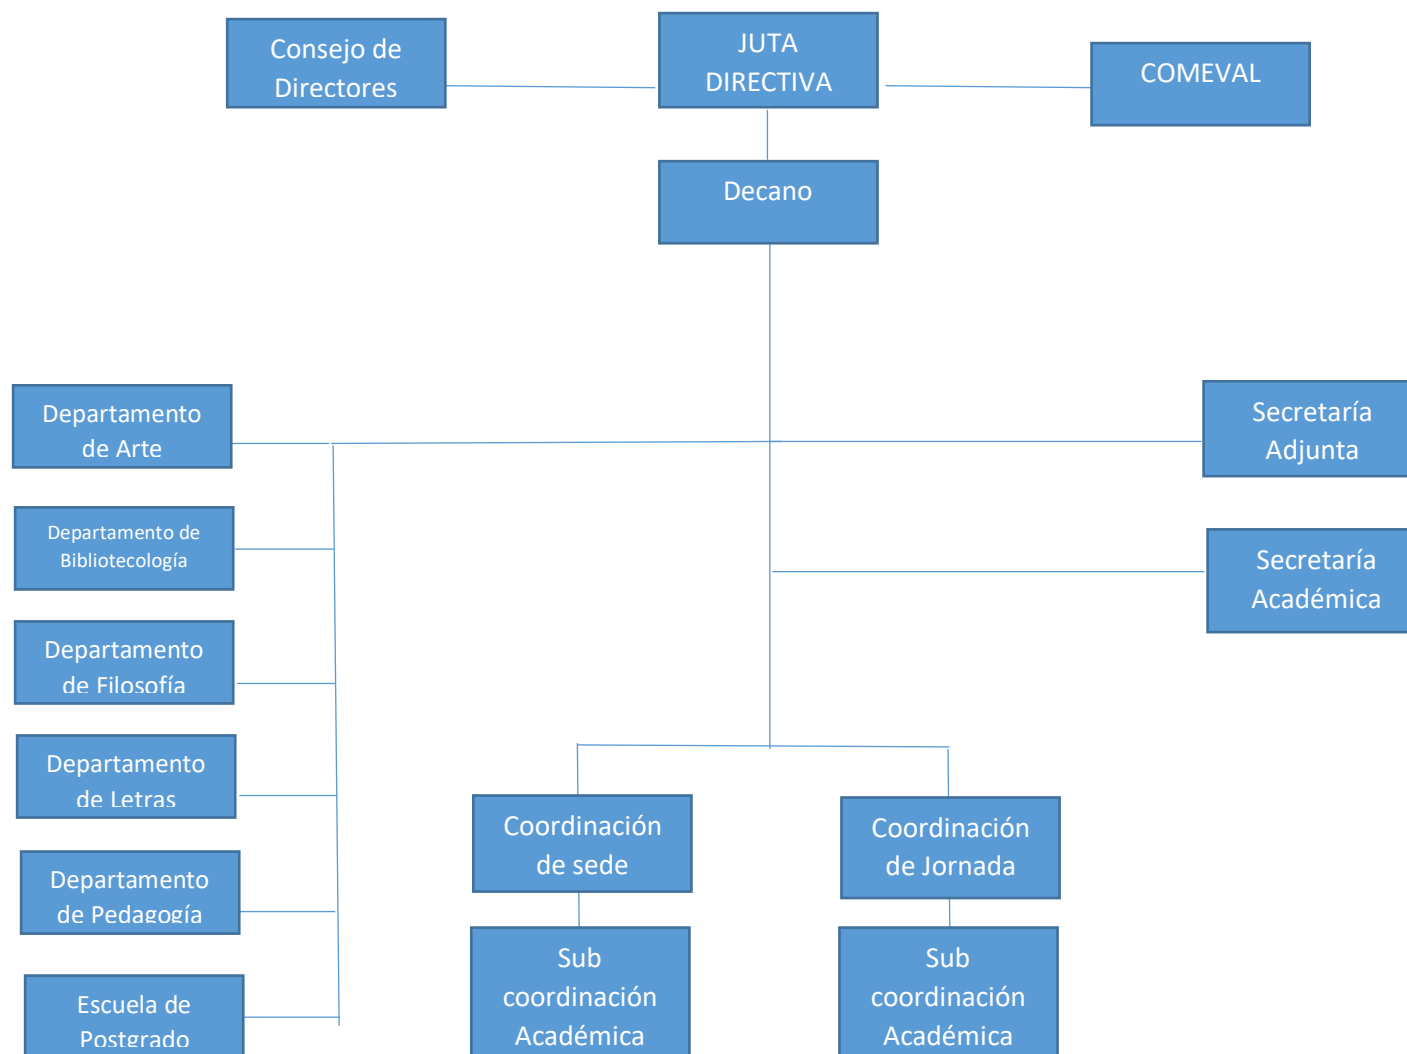 Consejo de
Directores
JUTA
DIRECTIVA
COMEVAL
Decano
Departamento
de Arte
Secretaría
Adjunta
Departamento de
Bibliotecología
Secretaría
Académica
Departamento
de Filosofía
Departamento
de Letras
Coordinación
de sede
Coordinación
de Jornada
Departamento
de Pedagogía
Sub
coordinación
Académica
Sub
coordinación
Académica
Escuela de
Postgrado